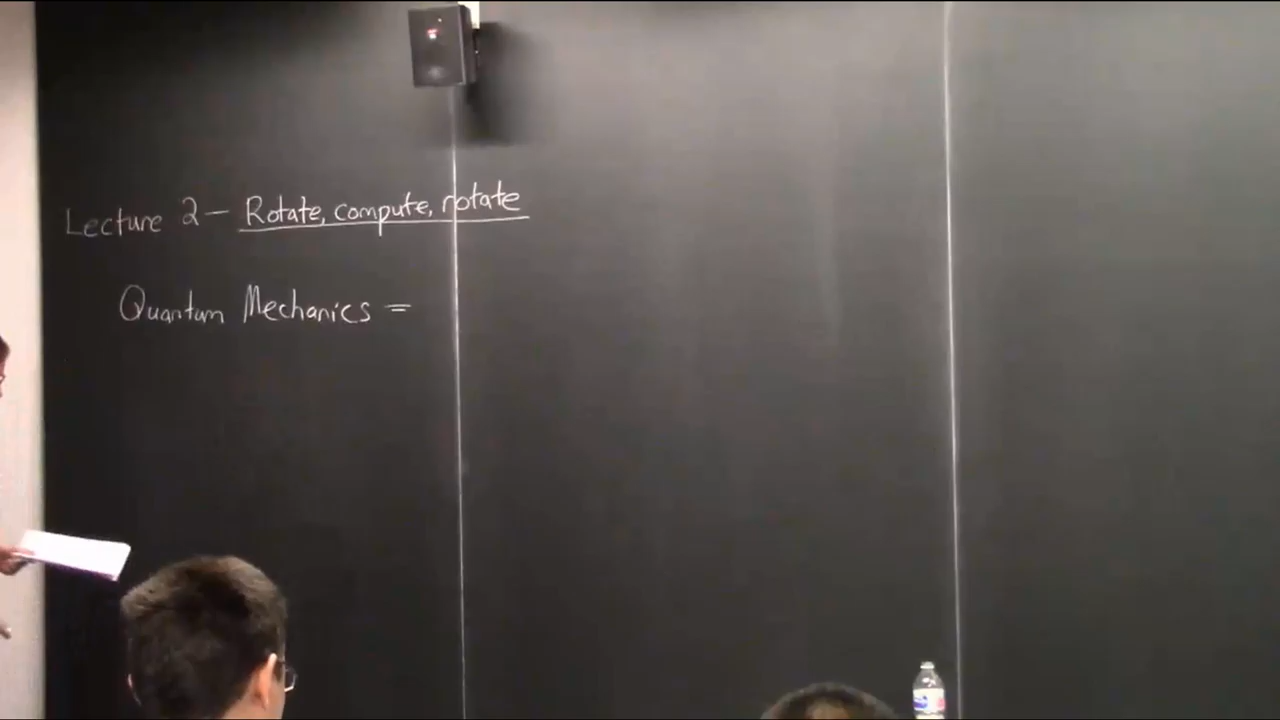 Lecture 2 — Rotate, compute, rotate
Quantum Mechanics =